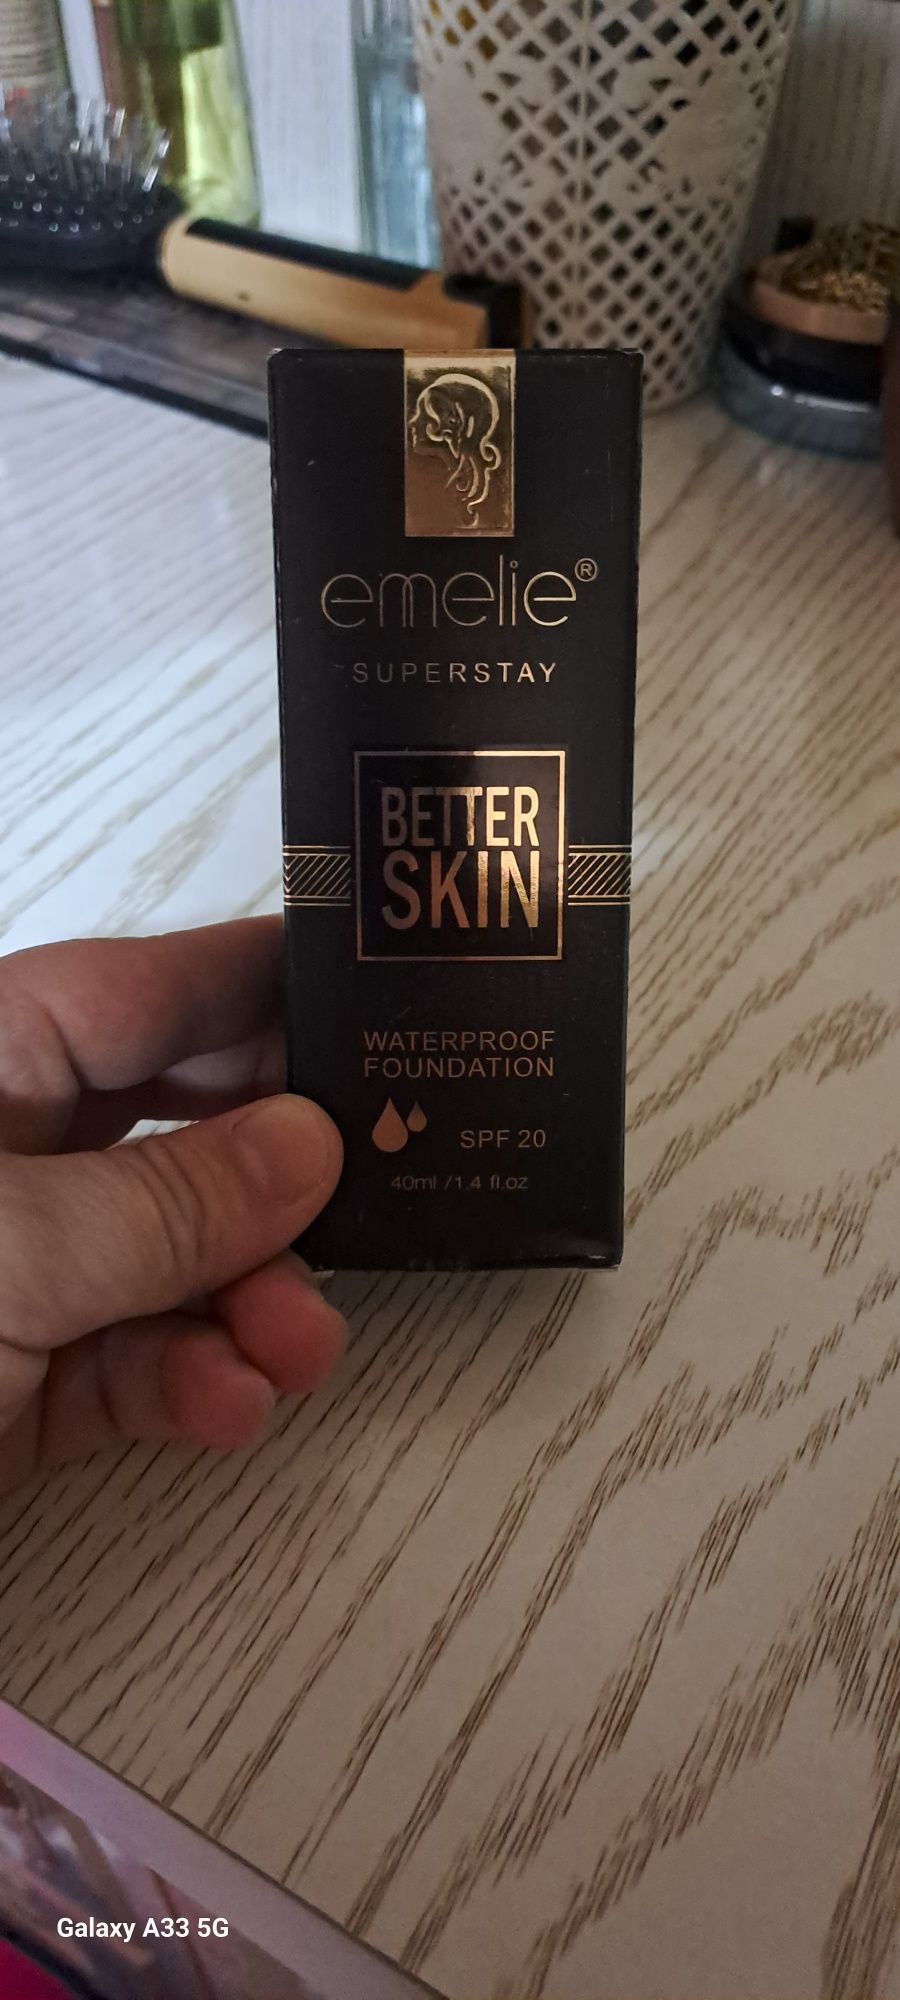 emelie®
SUPERSTAY
BETTER
SKIN
WATERPROOF
FOUNDATION
SPF 20
40ml /1.4 fl.oz
Galaxy A33 5G